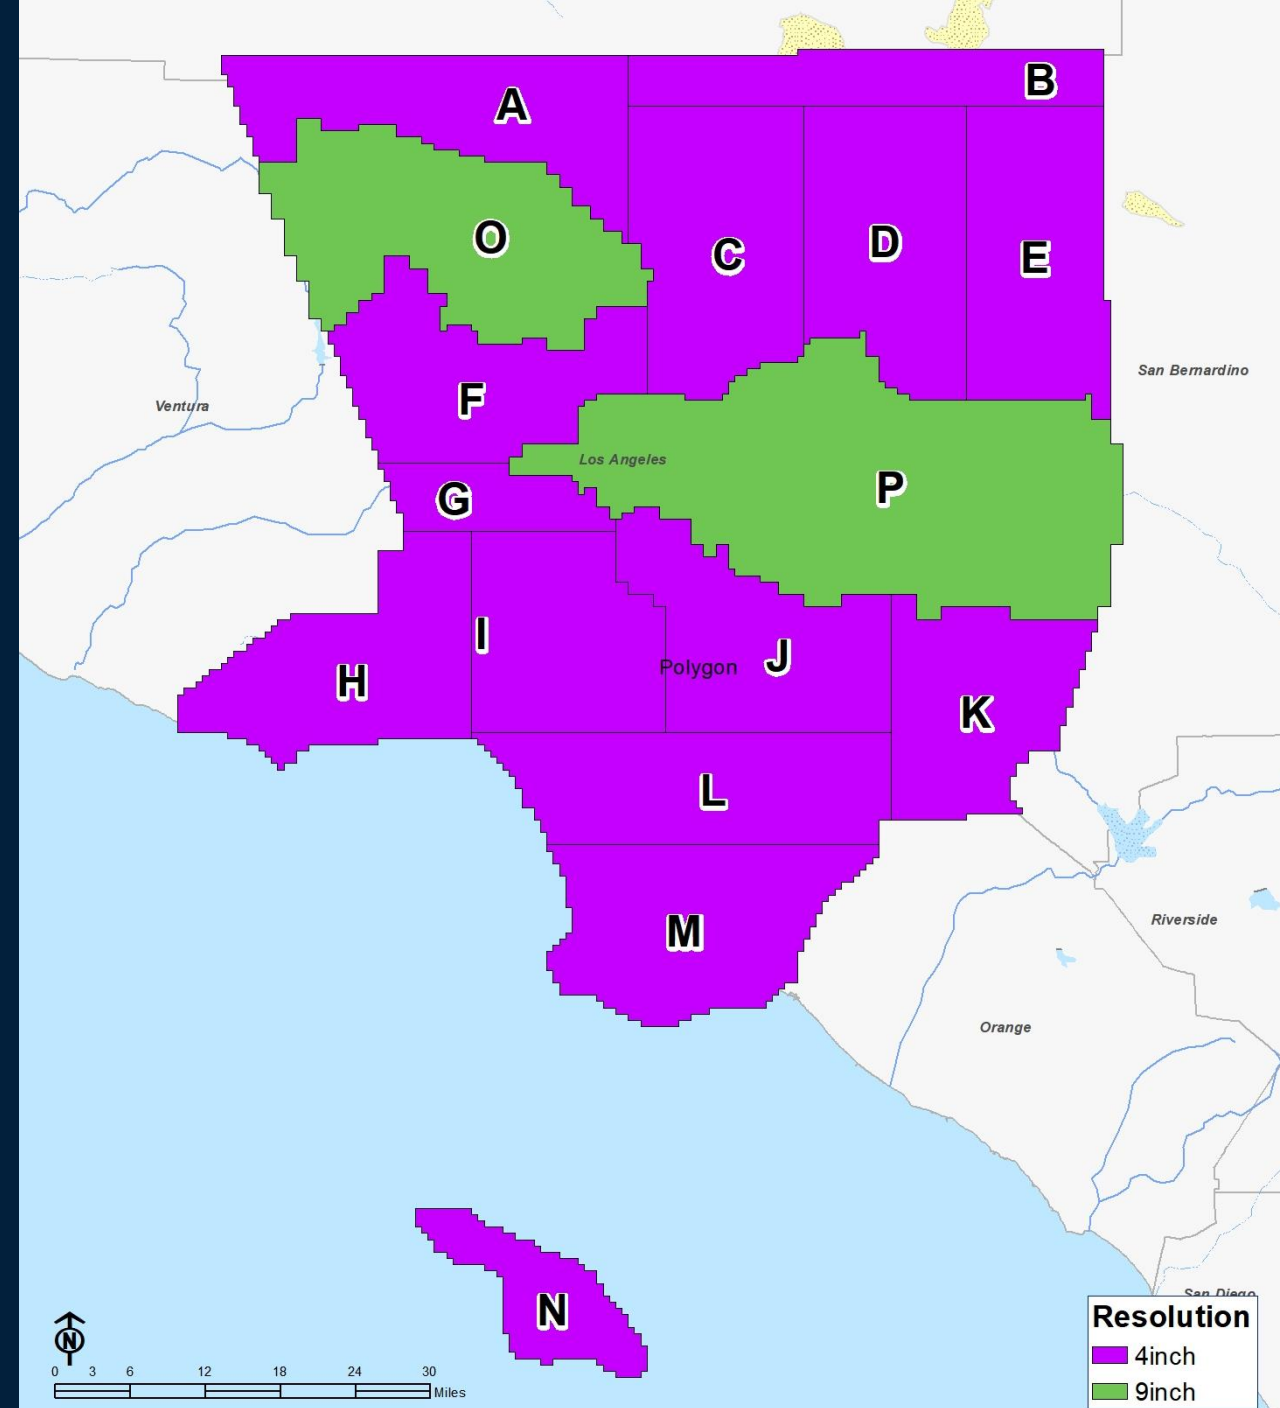 B
A
O
D
C
E
San Bernardino
F
Ventura
Los Angeles
P
G
I
J
Polygon
H
K
L
Riverside
M
Orange
San Diego
N
Resolution
4inch
9inch
N
0 3 6 12 18 24 30
Miles